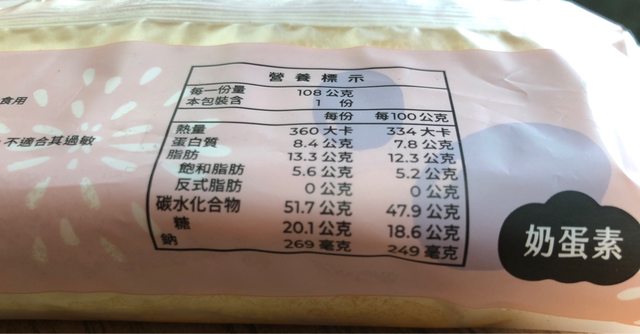 營養標示
每一份量 108 公克
本包裝含 1 份
每份 每 100 公克
熱量 360 大卡 334 大卡
蛋白質 8.4 公克 7.8 公克
脂肪 13.3 公克 12.3 公克
飽和脂肪 5.6 公克 5.2 公克
反式脂肪 0 公克 0 公克
碳水化合物 51.7 公克 47.9 公克
糖 20.1 公克 18.6 公克
鈉 269 毫克 249 毫克
食用
不適合其過敏
奶蛋素